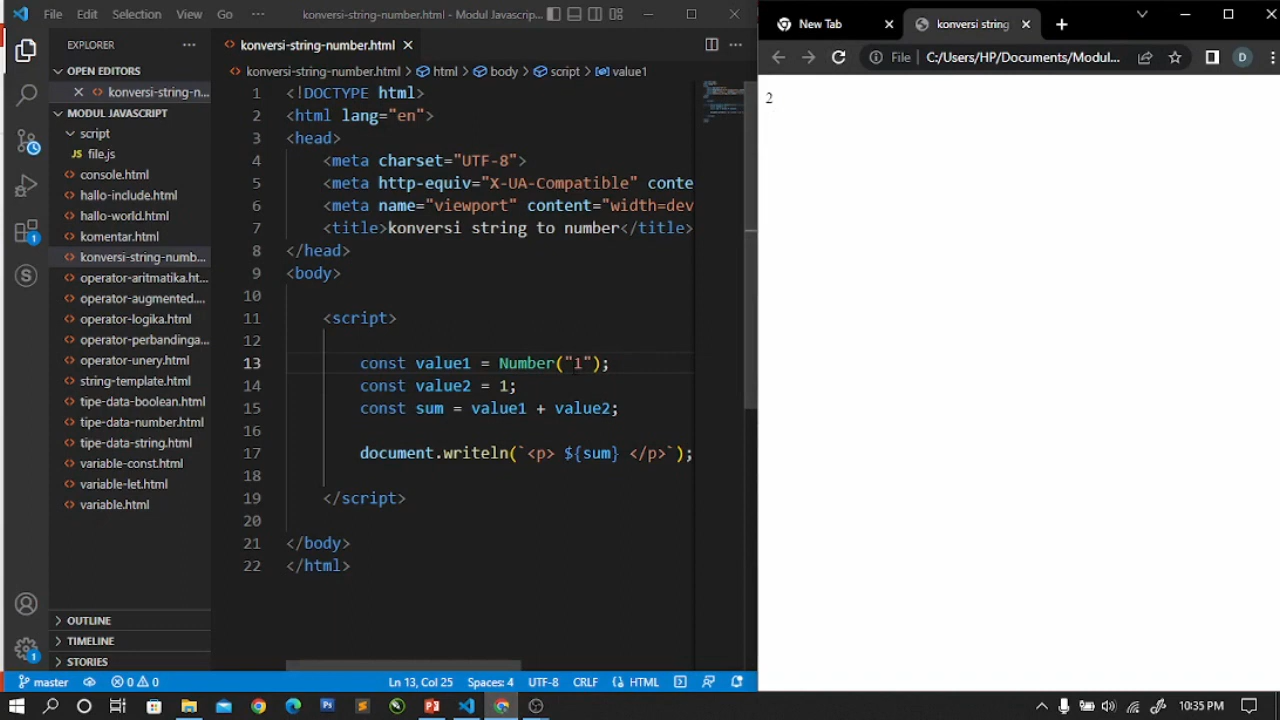 File Edit Selection View Go ··· konversi-string-number.html - Modul Javascrip...
New Tab
konversi string
File C:/Users/HP/Documents/Modul...
D
EXPLORER ···
OPEN EDITORS
konversi-string-n...
MODUL JAVASCRIPT
script
JS file.js
console.html
hallo-include.html
hallo-world.html
komentar.html
konversi-string-numb...
operator-aritmatika.ht...
operator-augmented....
operator-logika.html
operator-perbandinga...
operator-unery.html
string-template.html
tipe-data-boolean.html
tipe-data-number.html
tipe-data-string.html
variable-const.html
variable-let.html
variable.html
OUTLINE
TIMELINE
STORIES
1
S
1
konversi-string-number.html
konversi-string-number.html > html > body > script > value1
1 <!DOCTYPE html>
2 <html lang="en">
3 <head>
4 <meta charset="UTF-8">
5 <meta http-equiv="X-UA-Compatible" conte
6 <meta name="viewport" content="width=dev
7 <title>konversi string to number</title>
8 </head>
9 <body>
10
11 <script>
12
13 const value1 = Number("1");
14 const value2 = 1;
15 const sum = value1 + value2;
16
17 document.writeln(`<p> ${sum} </p>`);
18
19 </script>
20
21 </body>
22 </html>
2
master 0 0 Ln 13, Col 25 Spaces: 4 UTF-8 CRLF HTML
Ps
10:35 PM